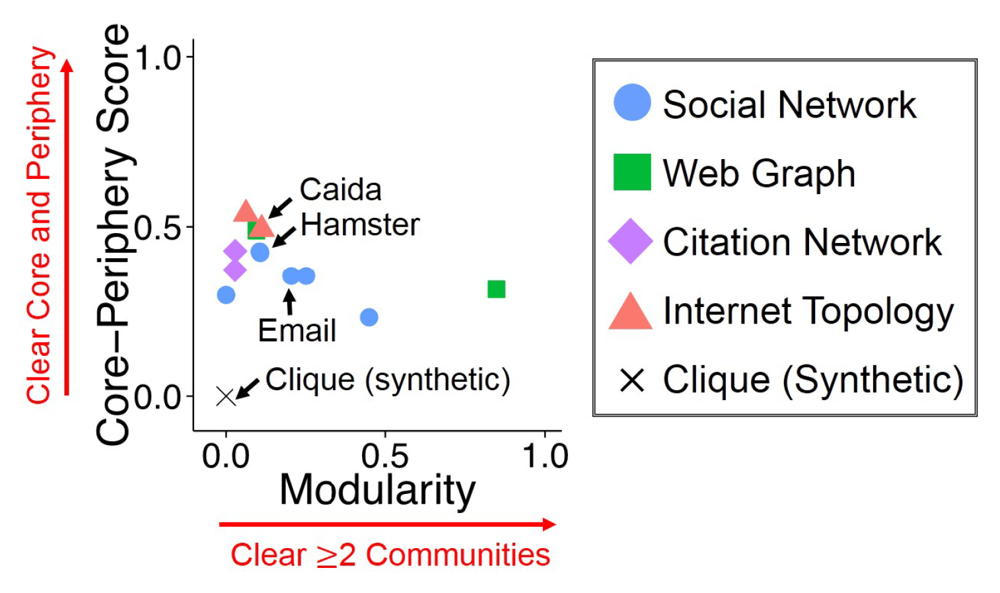 Clear Core and Periphery
Core–Periphery Score
1.0
0.5
0.0
Caida
Hamster
Email
Clique (synthetic)
0.0 0.5 1.0
Modularity
Clear ≥2 Communities
Social Network
Web Graph
Citation Network
Internet Topology
Clique (Synthetic)